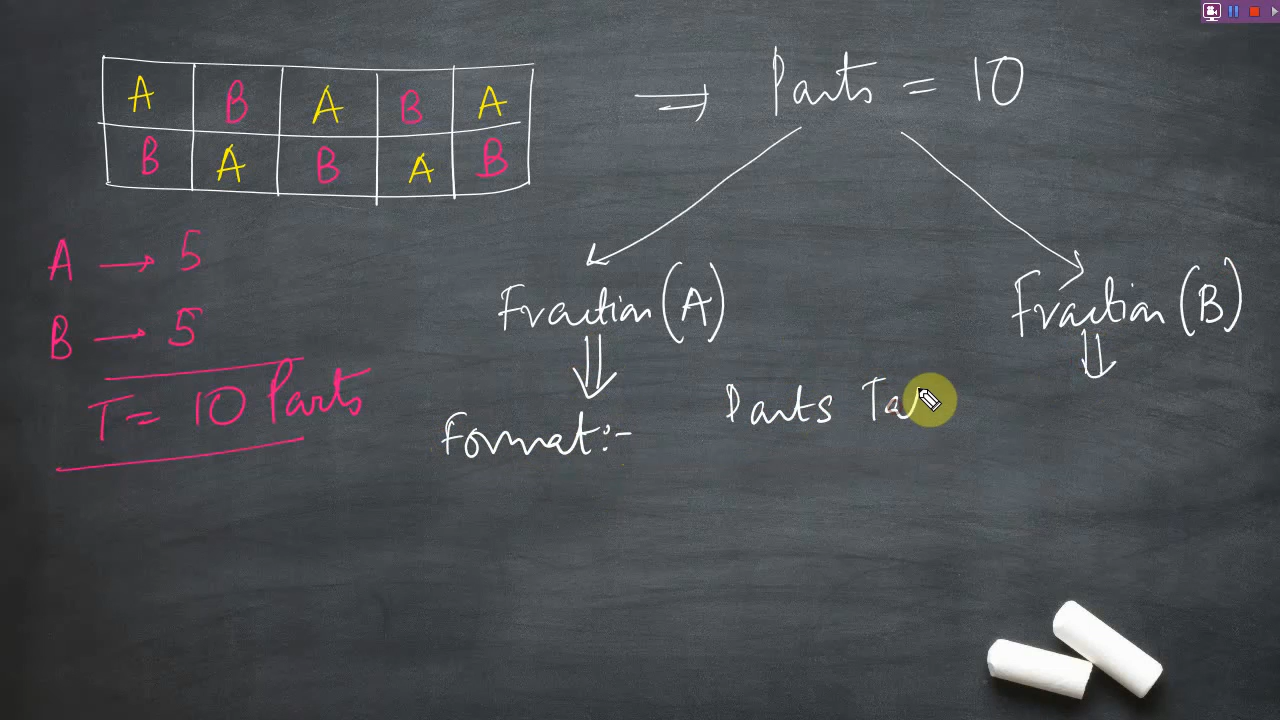 A B A B A
B A B A B
⇒ Parts = 10
A → 5
B → 5
T = 10 Parts
Fraction (A)
Fraction (B)
Format:-
Parts Ta